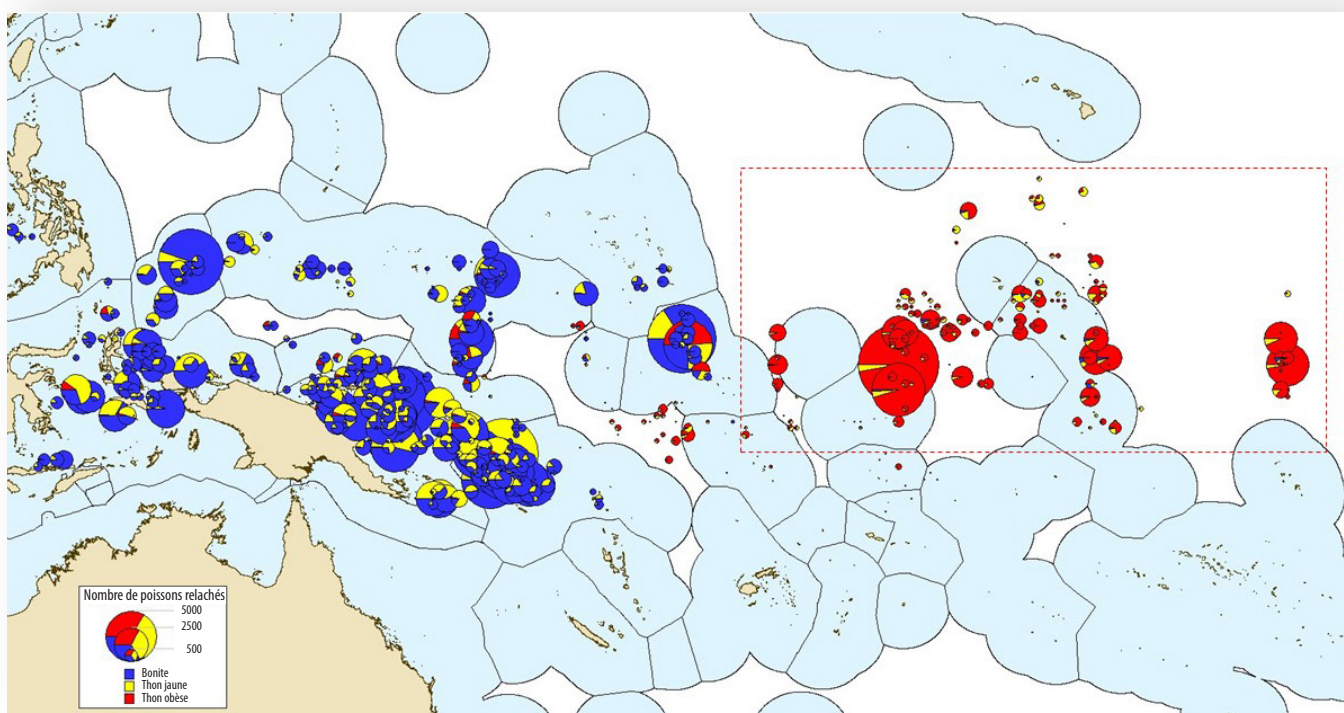 Nombre de poissons relachés
5000
2500
500
Bonite
Thon jaune
Thon obèse